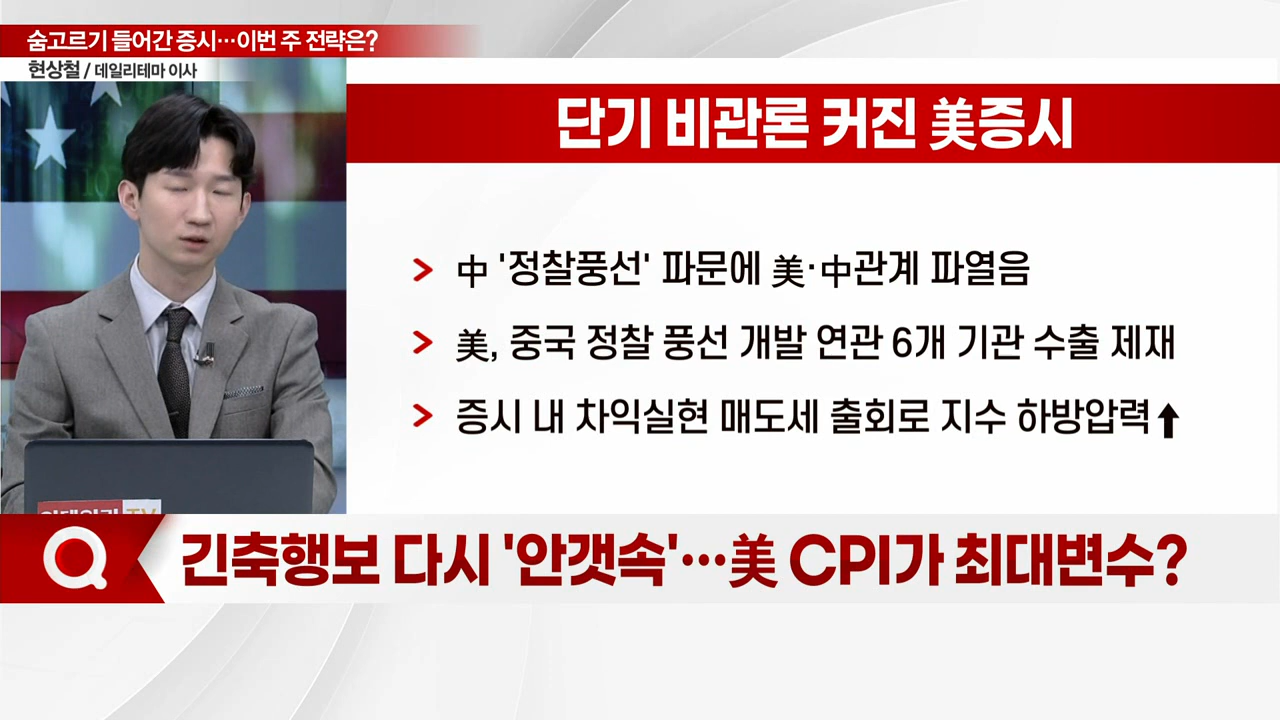 숨고르기 들어간 증시…이번 주 전략은?
현상철 / 데일리테마 이사
단기 비관론 커진 美증시
中 '정찰풍선' 파문에 美·中관계 파열음
美, 중국 정찰 풍선 개발 연관 6개 기관 수출 제재
증시 내 차익실현 매도세 출회로 지수 하방압력⬆
TV
Q 긴축행보 다시 '안갯속'…美 CPI가 최대변수?